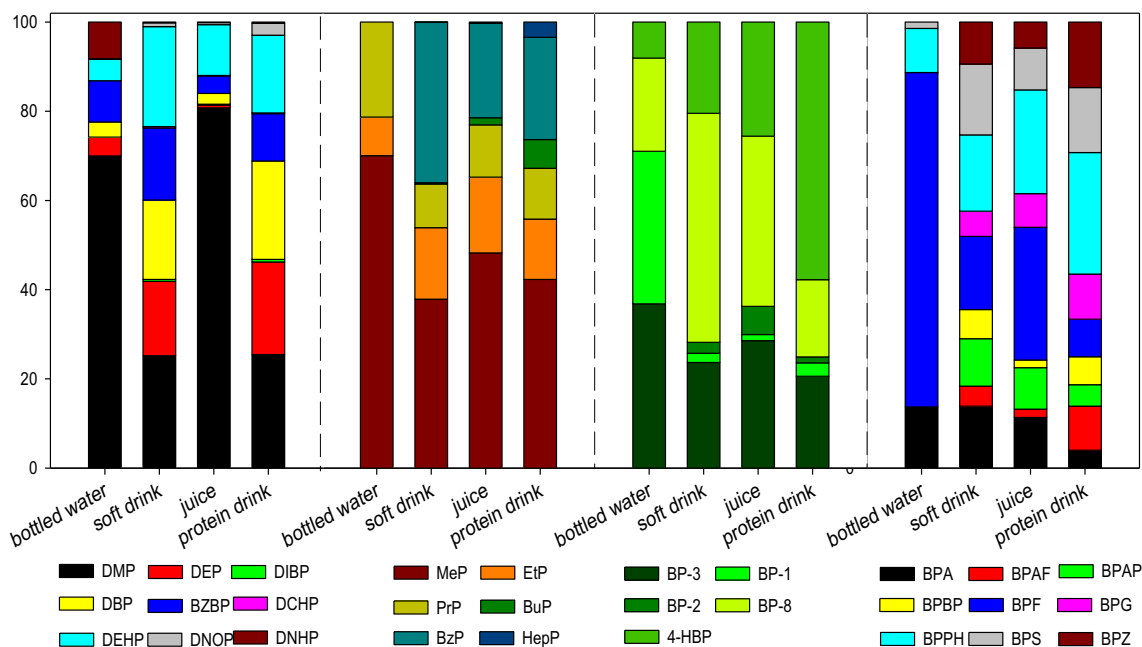 100
80
60
40
20
0
0
bottled water soft drink juice protein drink bottled water soft drink juice protein drink bottled water soft drink juice protein drink bottled water soft drink juice protein drink
DMP DEP DIBP MeP EtP BP-3 BP-1 BPA BPAF BPAP
DBP BZBP DCHP PrP BuP BP-2 BP-8 BPBP BPF BPG
DEHP DNOP DNHP BzP HepP 4-HBP BPPH BPS BPZ